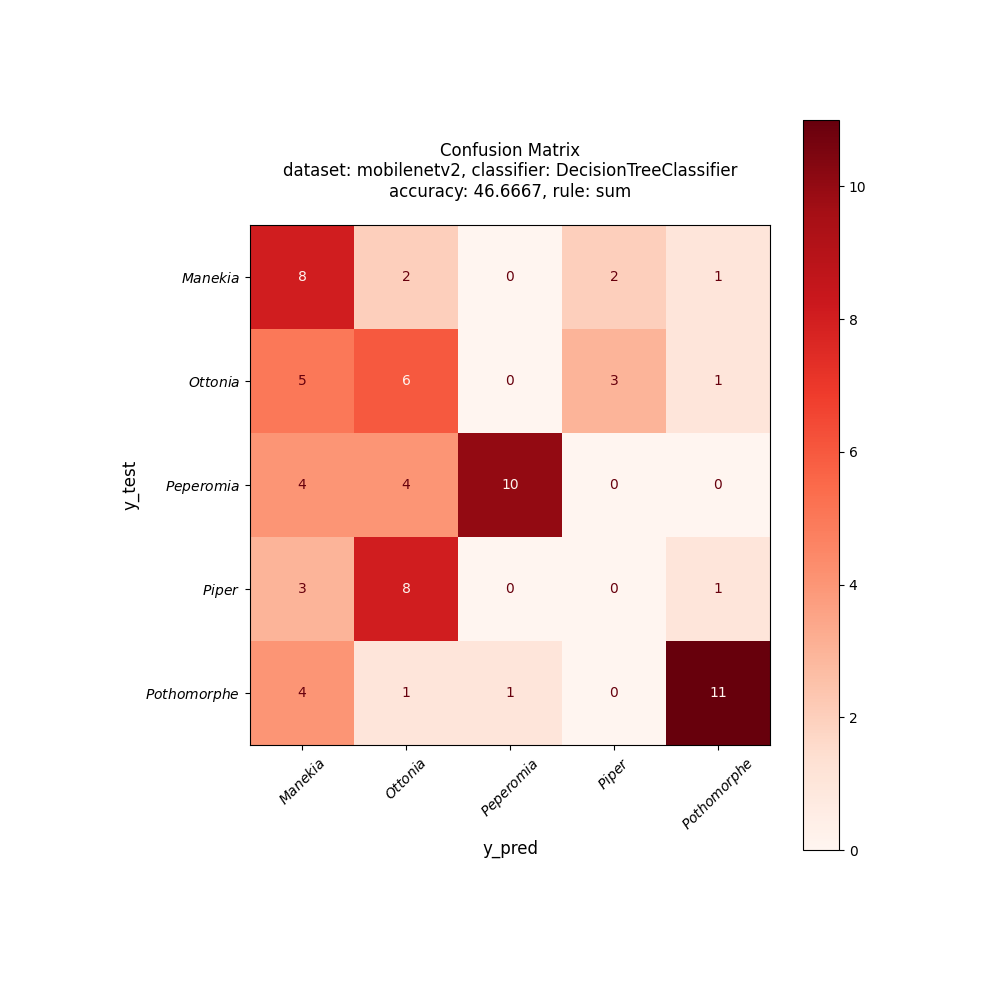 Confusion Matrix
dataset: mobilenetv2, classifier: DecisionTreeClassifier
accuracy: 46.6667, rule: sum
y_test
Manekia 8 2 0 2 1
Ottonia 5 6 0 3 1
Peperomia 4 4 10 0 0
Piper 3 8 0 0 1
Pothomorphe 4 1 1 0 11
Manekia Ottonia Peperomia Piper Pothomorphe
y_pred
10
8
6
4
2
0